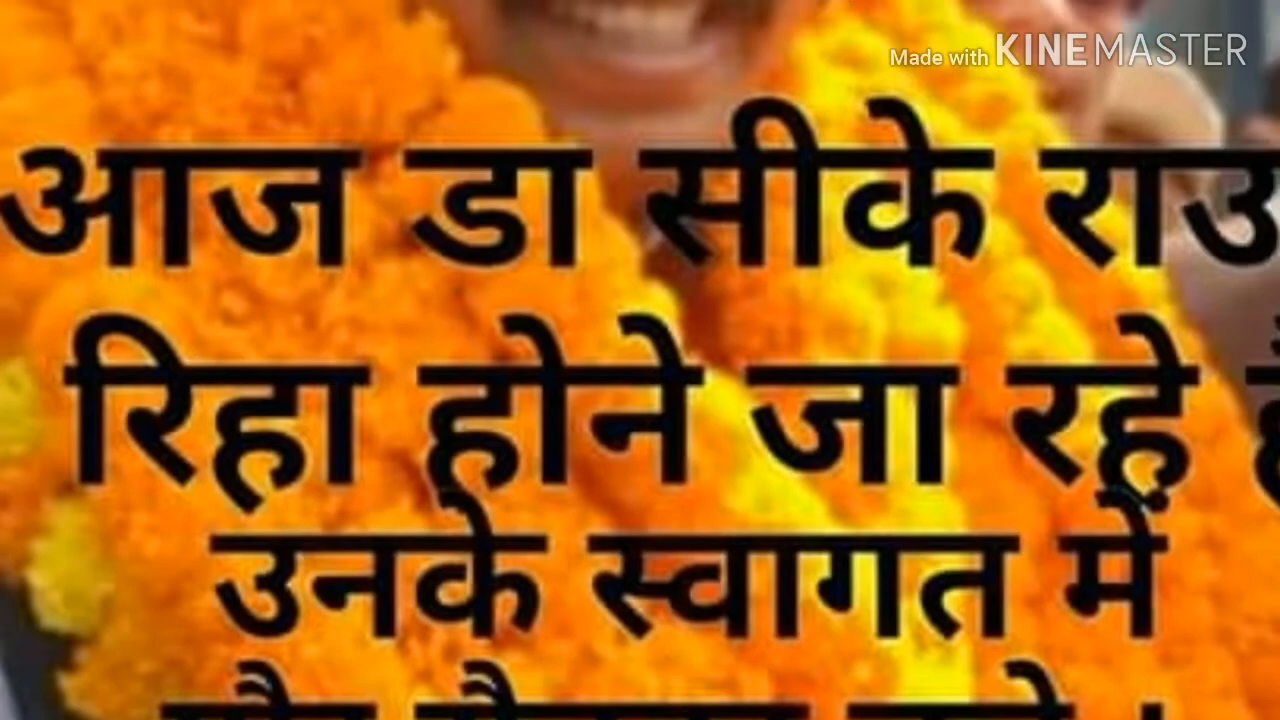 Made with KINEMASTER
आज डा सीके राउ
रिहा होने जा रहे
उनके स्वागत में